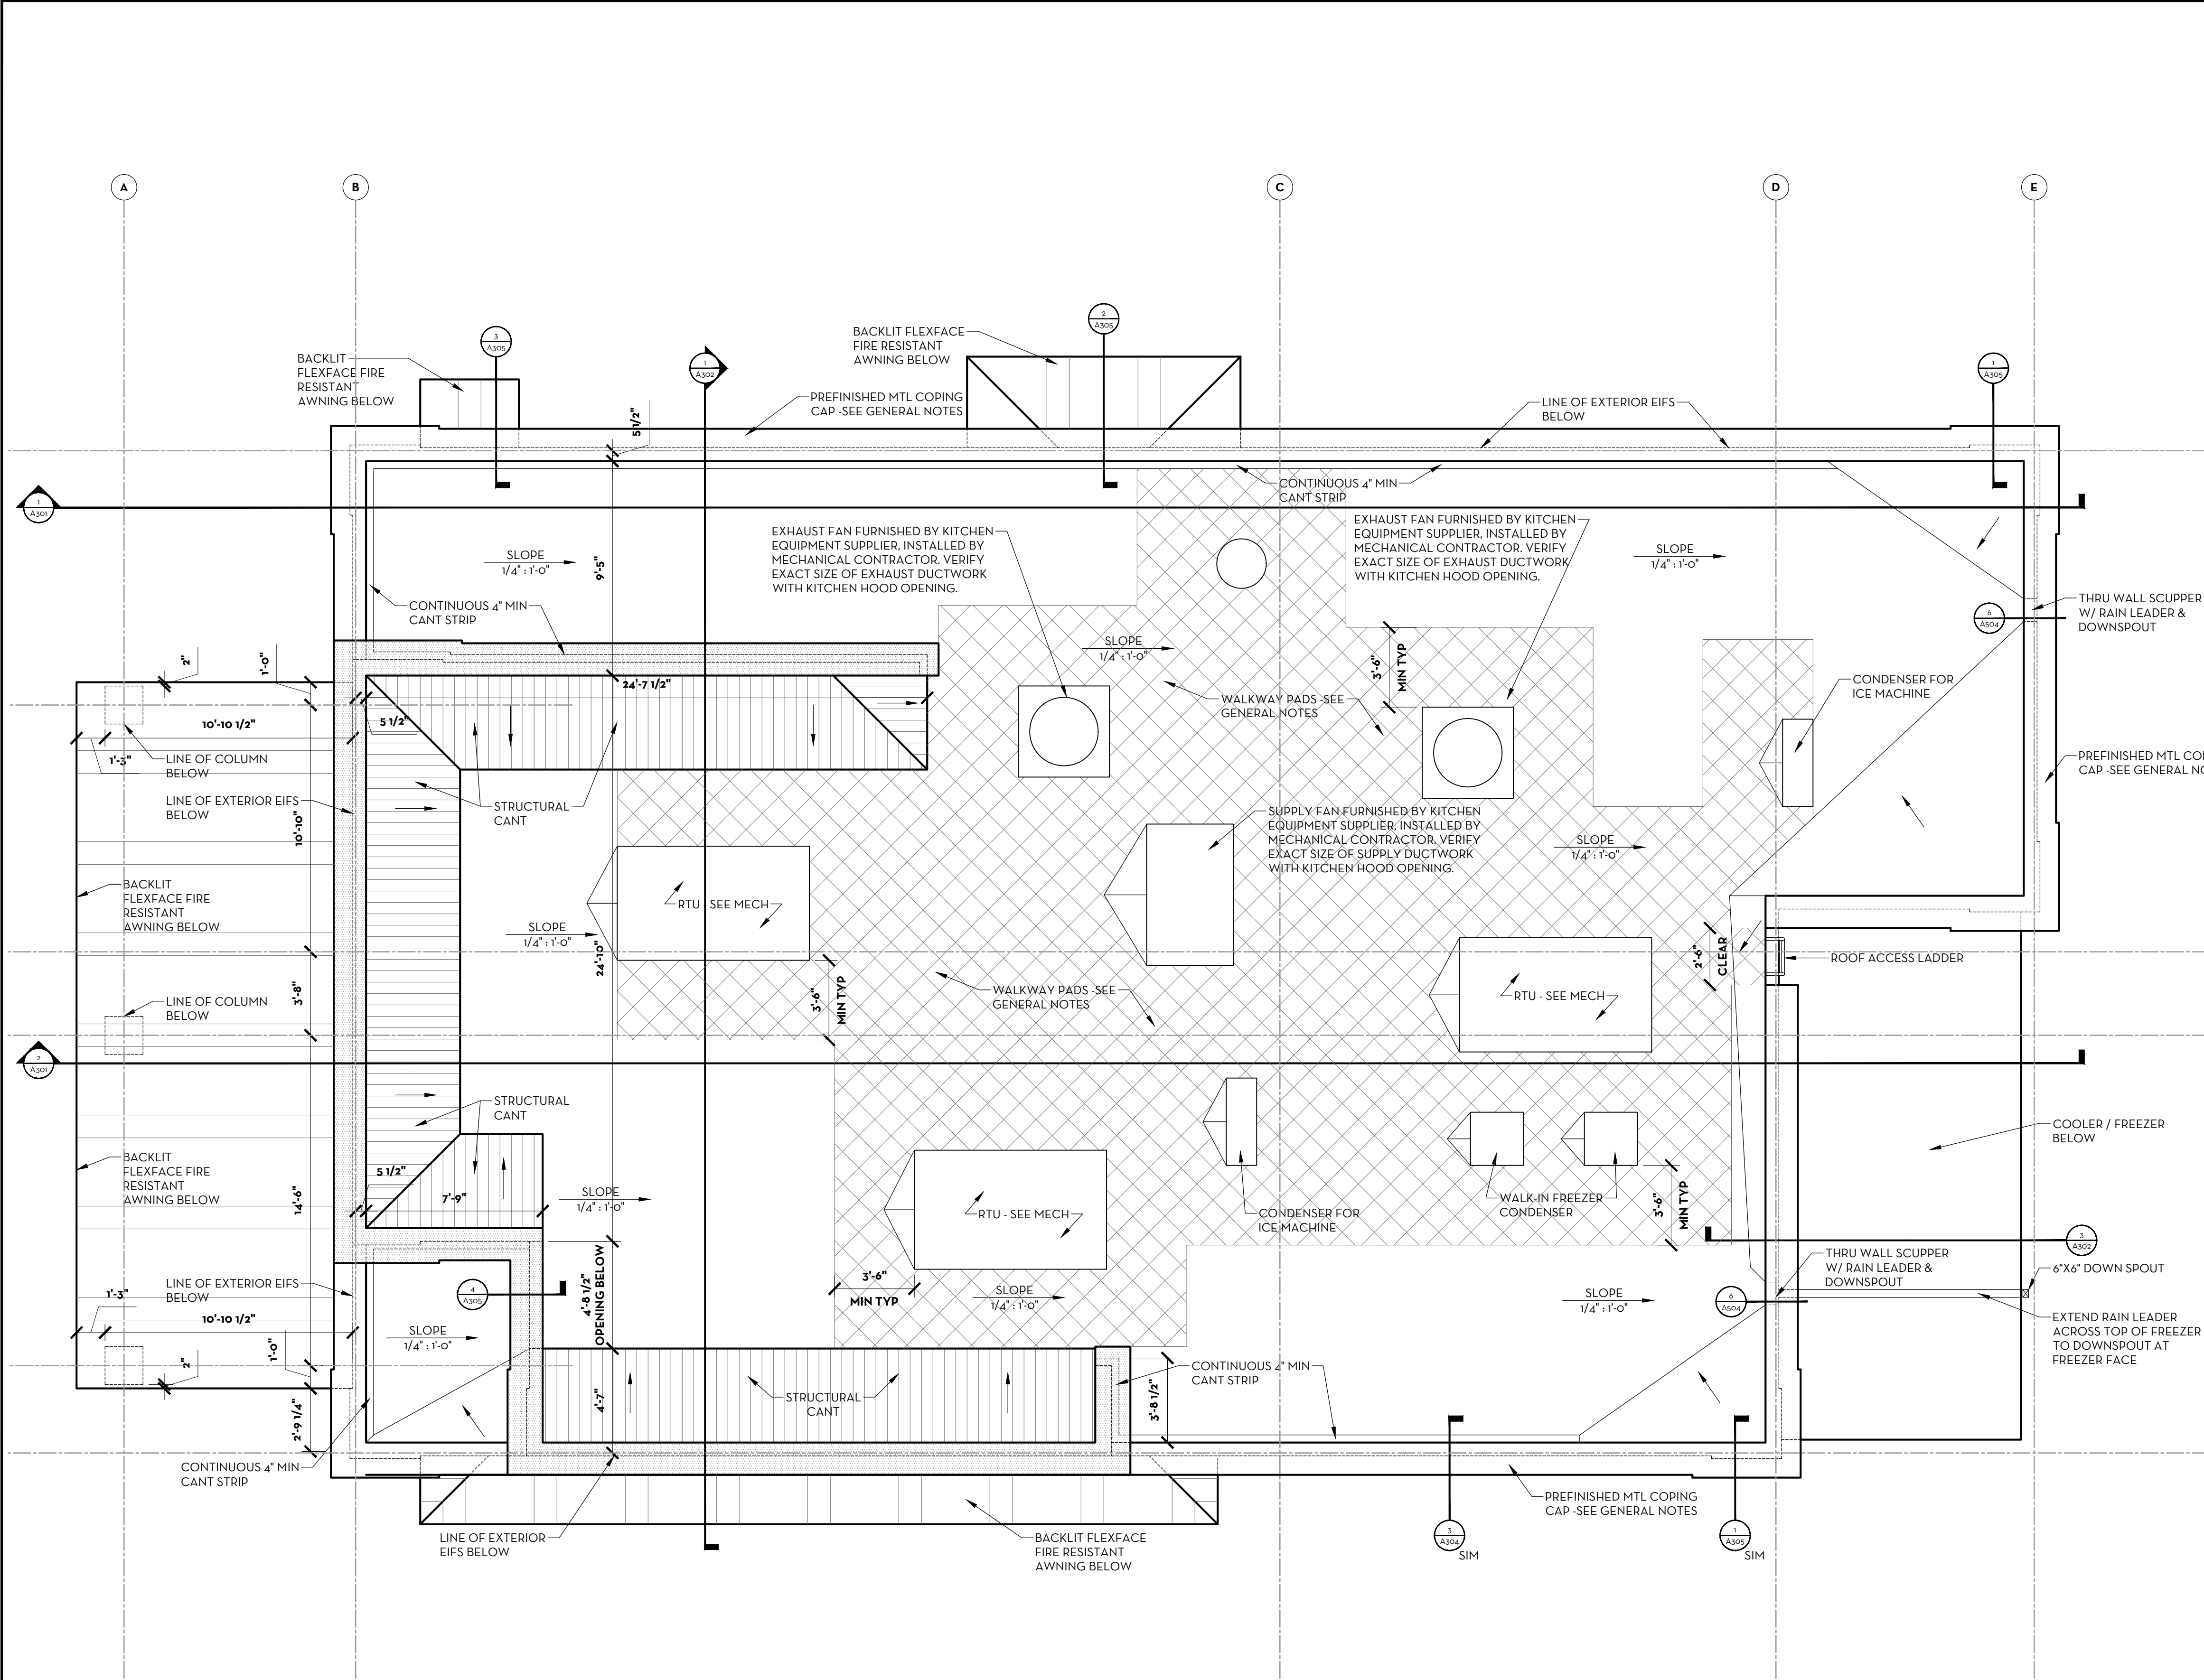 A
B
C
D
E
3
A305
1
A302
2
A305
1
A305
BACKLIT
FLEXFACE FIRE
RESISTANT
AWNING BELOW
BACKLIT FLEXFACE
FIRE RESISTANT
AWNING BELOW
PREFINISHED MTL COPING
CAP -SEE GENERAL NOTES
5 1/2"
LINE OF EXTERIOR EIFS
BELOW
1
A301
CONTINUOUS 4" MIN
CANT STRIP
EXHAUST FAN FURNISHED BY KITCHEN
EQUIPMENT SUPPLIER, INSTALLED BY
MECHANICAL CONTRACTOR. VERIFY
EXACT SIZE OF EXHAUST DUCTWORK
WITH KITCHEN HOOD OPENING.
EXHAUST FAN FURNISHED BY KITCHEN
EQUIPMENT SUPPLIER, INSTALLED BY
MECHANICAL CONTRACTOR. VERIFY
EXACT SIZE OF EXHAUST DUCTWORK
WITH KITCHEN HOOD OPENING.
SLOPE
1/4" : 1'-0"
9'-5"
SLOPE
1/4" : 1'-0"
CONTINUOUS 4" MIN
CANT STRIP
THRU WALL SCUPPER
W/ RAIN LEADER &
DOWNSPOUT
6
A504
SLOPE
1/4" : 1'-0"
2"
1'-0"
3'-6"
MIN TYP
24'-7 1/2"
5 1/2"
10'-10 1/2"
1'-3"
WALKWAY PADS -SEE
GENERAL NOTES
CONDENSER FOR
ICE MACHINE
LINE OF COLUMN
BELOW
PREFINISHED MTL
CAP -SEE GENERAL
LINE OF EXTERIOR EIFS
BELOW
STRUCTURAL
CANT
10'-10"
SUPPLY FAN FURNISHED BY KITCHEN
EQUIPMENT SUPPLIER, INSTALLED BY
MECHANICAL CONTRACTOR. VERIFY
EXACT SIZE OF SUPPLY DUCTWORK
WITH KITCHEN HOOD OPENING.
SLOPE
1/4" : 1'-0"
BACKLIT
FLEXFACE FIRE
RESISTANT
AWNING BELOW
RTU - SEE MECH
SLOPE
1/4" : 1'-0"
24'-10"
2'-6"
CLEAR
ROOF ACCESS LADDER
3'-8"
LINE OF COLUMN
BELOW
3'-6"
MIN TYP
WALKWAY PADS -SEE
GENERAL NOTES
RTU - SEE MECH
2
A301
STRUCTURAL
CANT
COOLER / FREEZER
BELOW
BACKLIT
FLEXFACE FIRE
RESISTANT
AWNING BELOW
5 1/2"
7'-9"
14'-6"
SLOPE
1/4" : 1'-0"
RTU - SEE MECH
CONDENSER FOR
ICE MACHINE
WALK-IN FREEZER
CONDENSER
3'-6"
MIN TYP
3
A302
THRU WALL SCUPPER
W/ RAIN LEADER &
DOWNSPOUT
6"X6" DOWN SPOUT
LINE OF EXTERIOR EIFS
BELOW
1'-3"
10'-10 1/2"
4
A305
4'-8 1/2"
OPENING BELOW
3'-6"
MIN TYP
SLOPE
1/4" : 1'-0"
SLOPE
1/4" : 1'-0"
6
A504
EXTEND RAIN LEADER
ACROSS TOP OF FREEZER
TO DOWNSPOUT AT
FREEZER FACE
SLOPE
1/4" : 1'-0"
2"
1'-0"
2'-9 1/4"
4'-7"
STRUCTURAL
CANT
3'-8 1/2"
CONTINUOUS 4" MIN
CANT STRIP
CONTINUOUS 4" MIN
CANT STRIP
PREFINISHED MTL COPING
CAP -SEE GENERAL NOTES
LINE OF EXTERIOR
EIFS BELOW
BACKLIT FLEXFACE
FIRE RESISTANT
AWNING BELOW
3
A304
SIM
1
A305
SIM